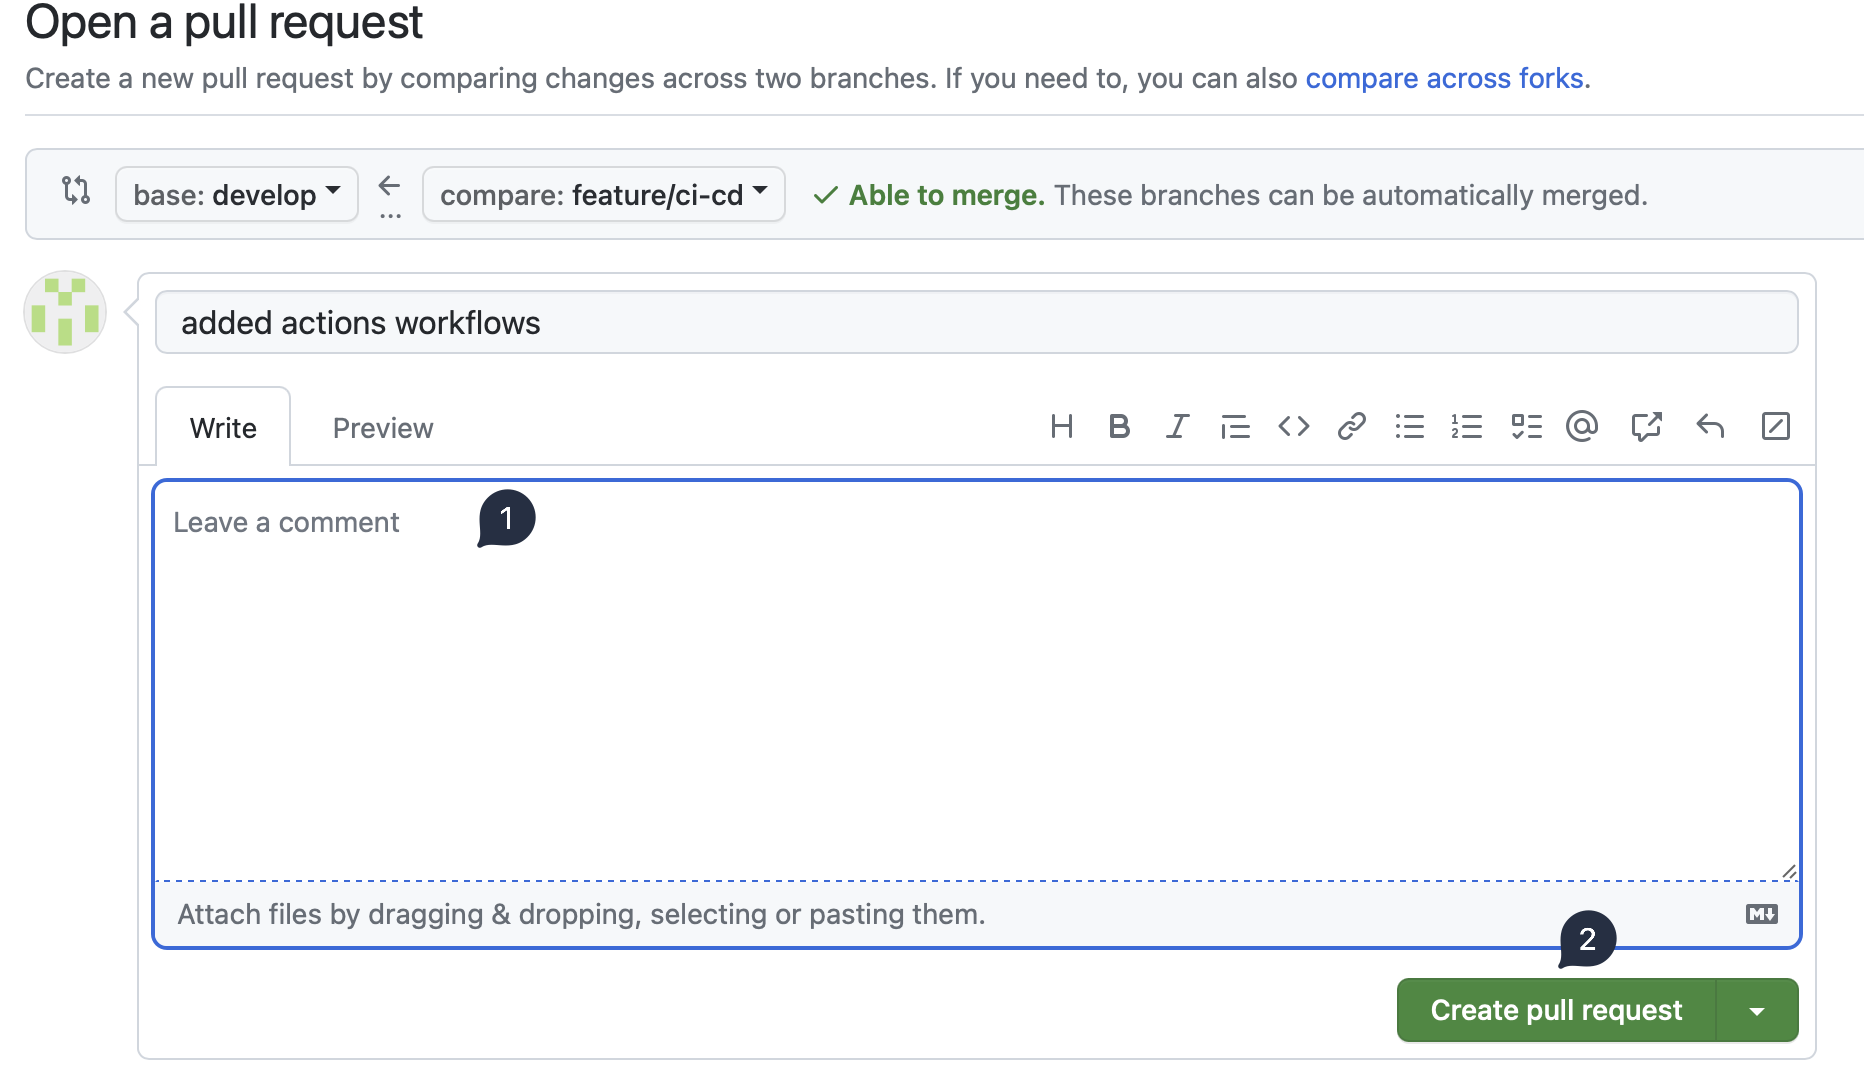 Open a pull request
Create a new pull request by comparing changes across two branches. If you need to, you can also compare across forks.
base: develop ... compare: feature/ci-cd Able to merge. These branches can be automatically merged.
added actions workflows
Write Preview
Leave a comment 1
Attach files by dragging & dropping, selecting or pasting them.
2
Create pull request